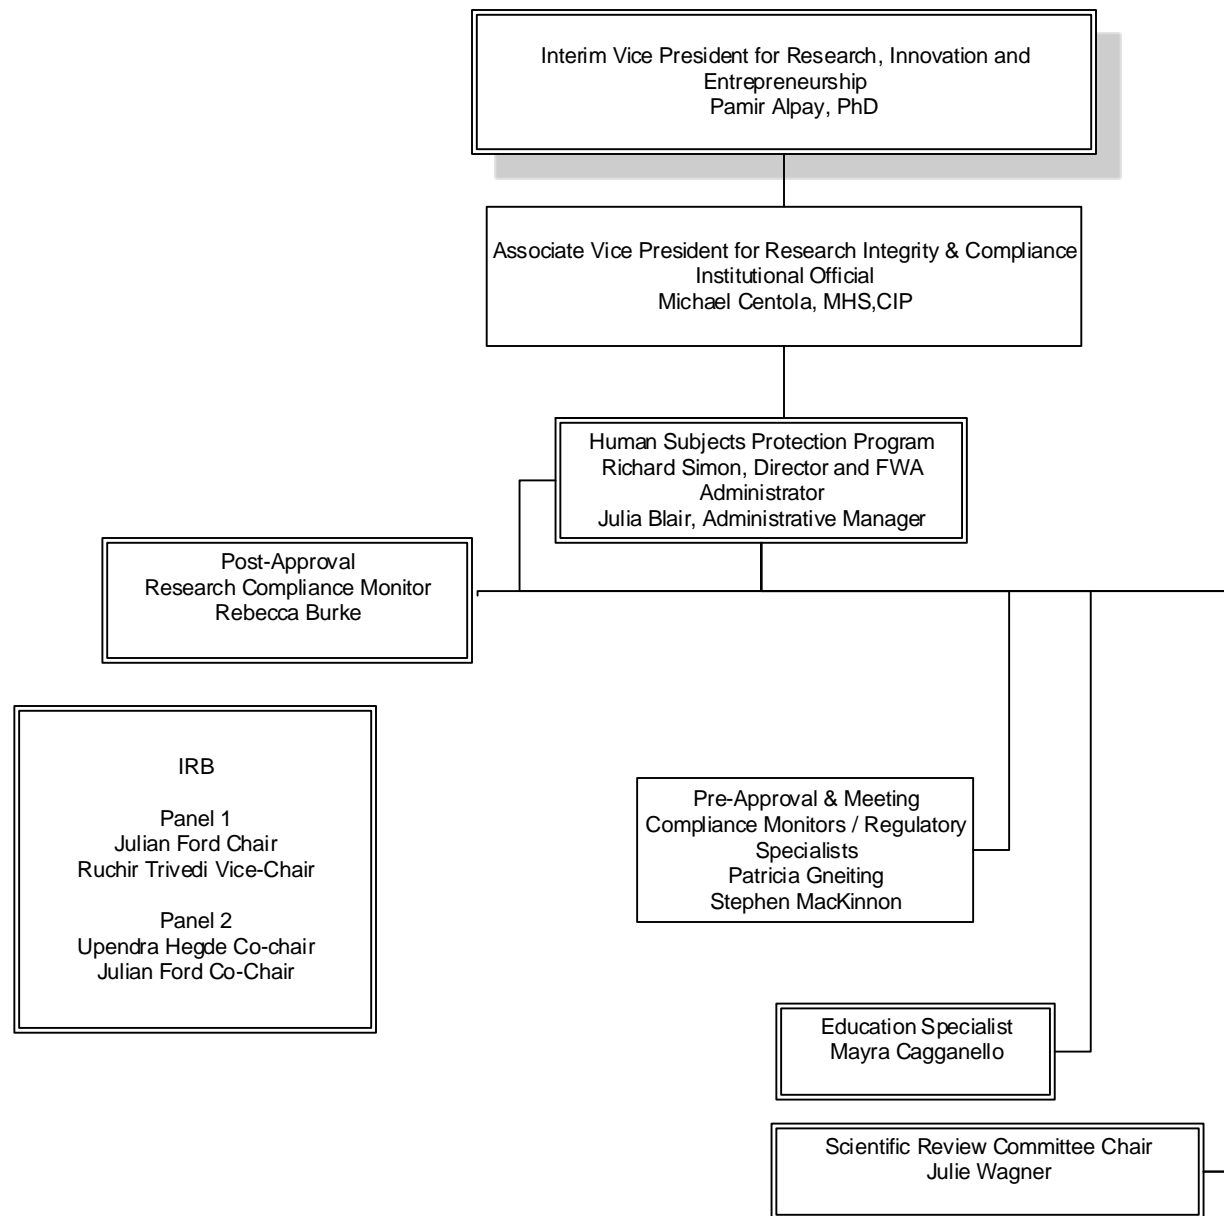 Interim Vice President for Research, Innovation and
Entrepreneurship
Pamir Alpay, PhD
Associate Vice President for Research Integrity & Compliance
Institutional Official
Michael Centola, MHS,CIP
Human Subjects Protection Program
Richard Simon, Director and FWA
Administrator
Julia Blair, Administrative Manager
Post-Approval
Research Compliance Monitor
Rebecca Burke
IRB
Panel 1
Julian Ford Chair
Ruchir Trivedi Vice-Chair
Panel 2
Upendra Hegde Co-chair
Julian Ford Co-Chair
Pre-Approval & Meeting
Compliance Monitors / Regulatory
Specialists
Patricia Gneiting
Stephen MacKinnon
Education Specialist
Mayra Cagganello
Scientific Review Committee Chair
Julie Wagner